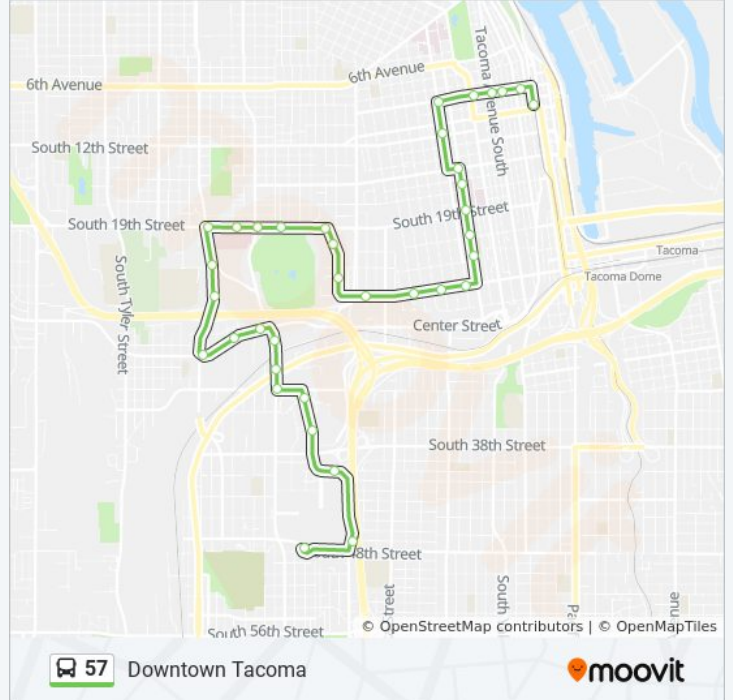 Tacoma Avenue South
6th Avenue
6th Avenue
South 12th Street
South 19th Street
South 19th Street
Tacoma
Tacoma Dome
South Tyler Street
Center Street
South 38th Street
48th Street
South
South 56th Street
© OpenStreetMap contributors | © OpenMapTiles
57 Downtown Tacoma
moovit